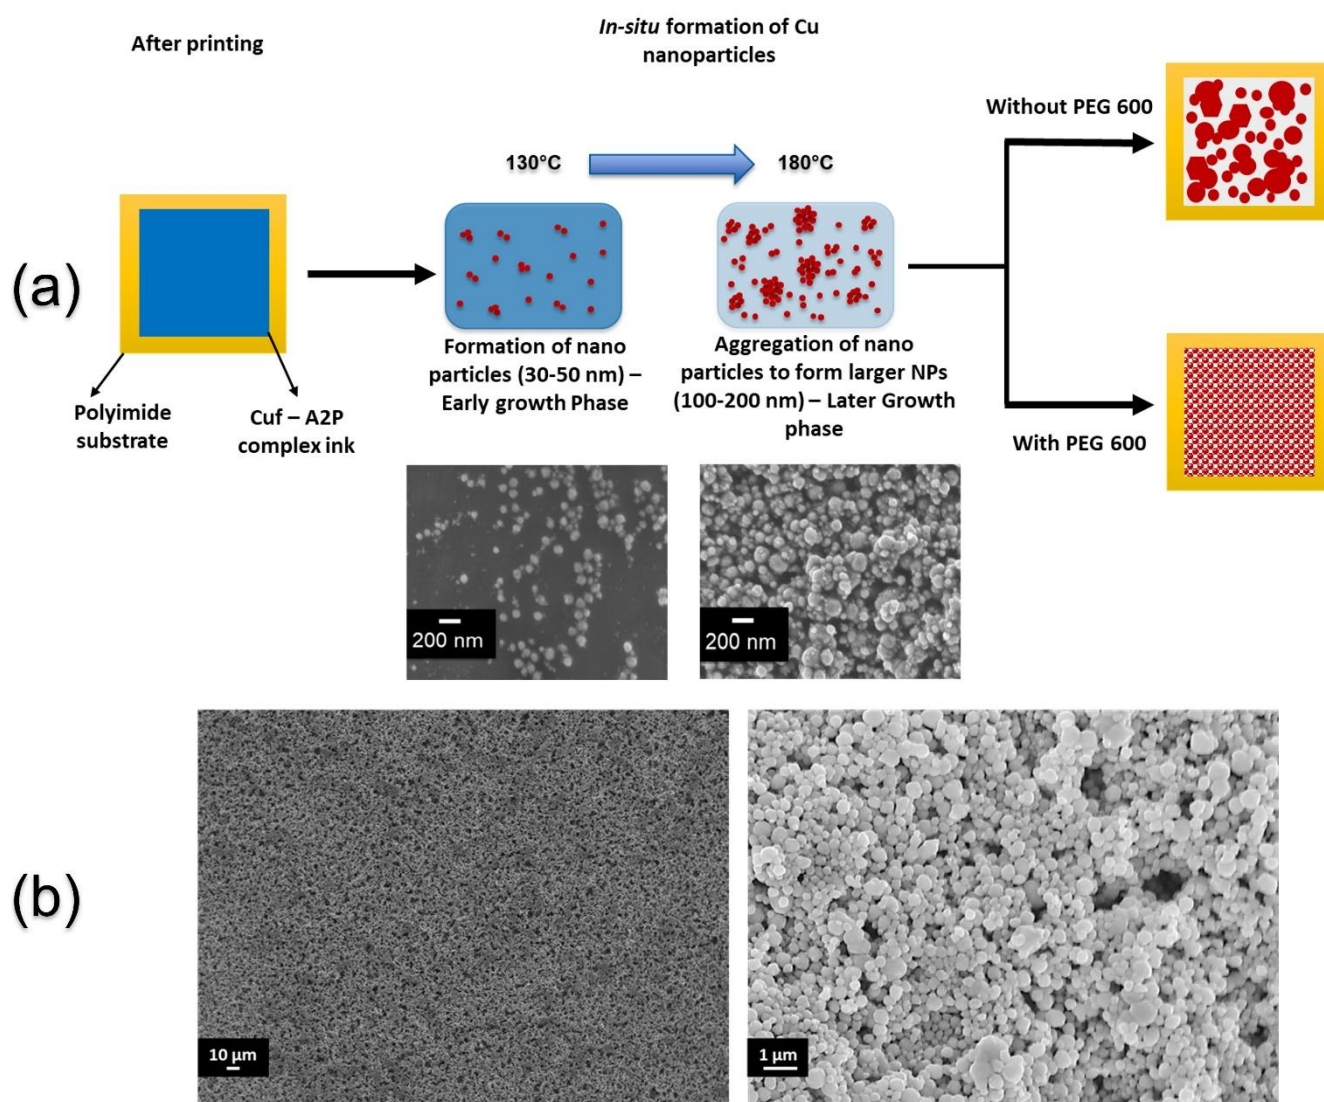 After printing
In-situ formation of Cu
nanoparticles
Without PEG 600
130°C
180°C
(a)
Formation of nano
particles (30-50 nm) –
Early growth Phase
Aggregation of nano
particles to form larger NPs
(100-200 nm) – Later Growth
phase
Polyimide
substrate
Cuf – A2P
complex ink
With PEG 600
200 nm
200 nm
(b)
10 µm
1 µm